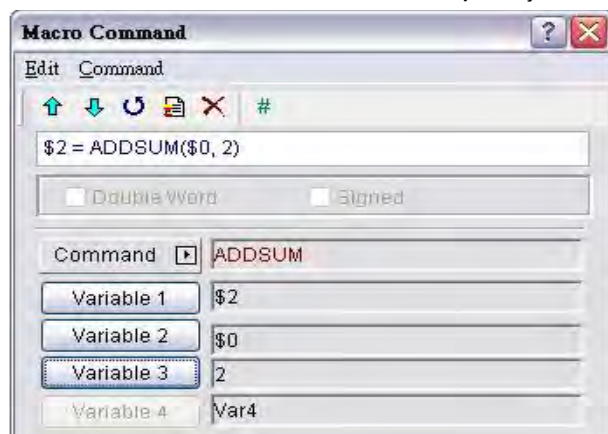 Macro Command
Edit Command
#
$2 = ADDSUM($0, 2)
Double Word Signed
Command ADDSUM
Variable 1 $2
Variable 2 $0
Variable 3 2
Variable 4 Var4